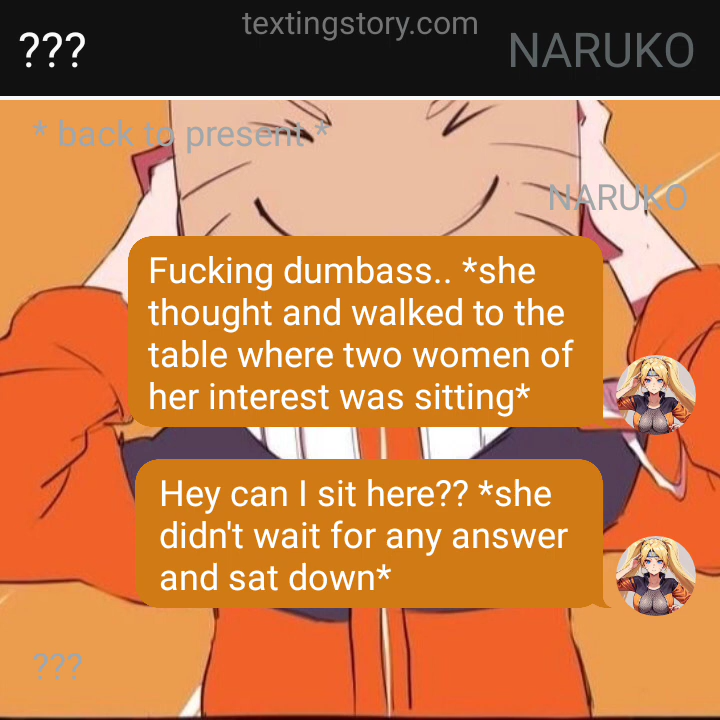 textingstory.com
??? NARUKO
* back to present *
NARUKO
Fucking dumbass.. *she
thought and walked to the
table where two women of
her interest was sitting*
Hey can I sit here?? *she
didn't wait for any answer
and sat down*
???